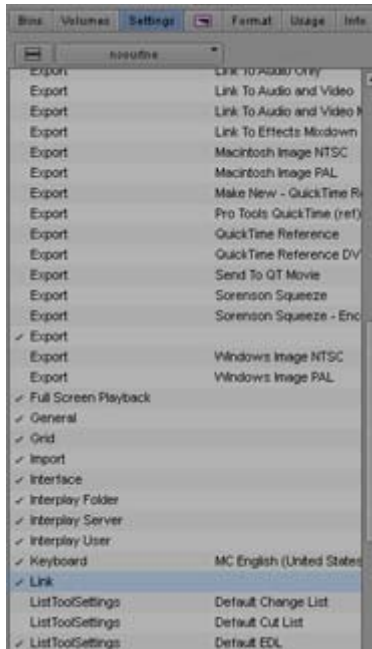 Bins Volumes Settings Format Usage Info
Export Link To Audio Only
Export Link To Audio and Video
Export Link To Audio and Video M
Export Link To Effects Mixdown
Export Macintosh Image NTSC
Export Macintosh Image PAL
Export Make New - QuickTime Re
Export Pro Tools QuickTime (ref)
Export QuickTime Reference
Export QuickTime Reference DV
Export Send To QT Movie
Export Sorenson Squeeze
Export Sorenson Squeeze - Enc
✓ Export
Export Windows Image NTSC
Export Windows Image PAL
✓ Full Screen Playback
✓ General
✓ Grid
✓ Import
✓ Interface
✓ Interplay Folder
✓ Interplay Server
✓ Interplay User
✓ Keyboard MC English (United States
✓ Link
ListToolSettings Default Change List
ListToolSettings Default Cut List
✓ ListToolSettings Default EDL